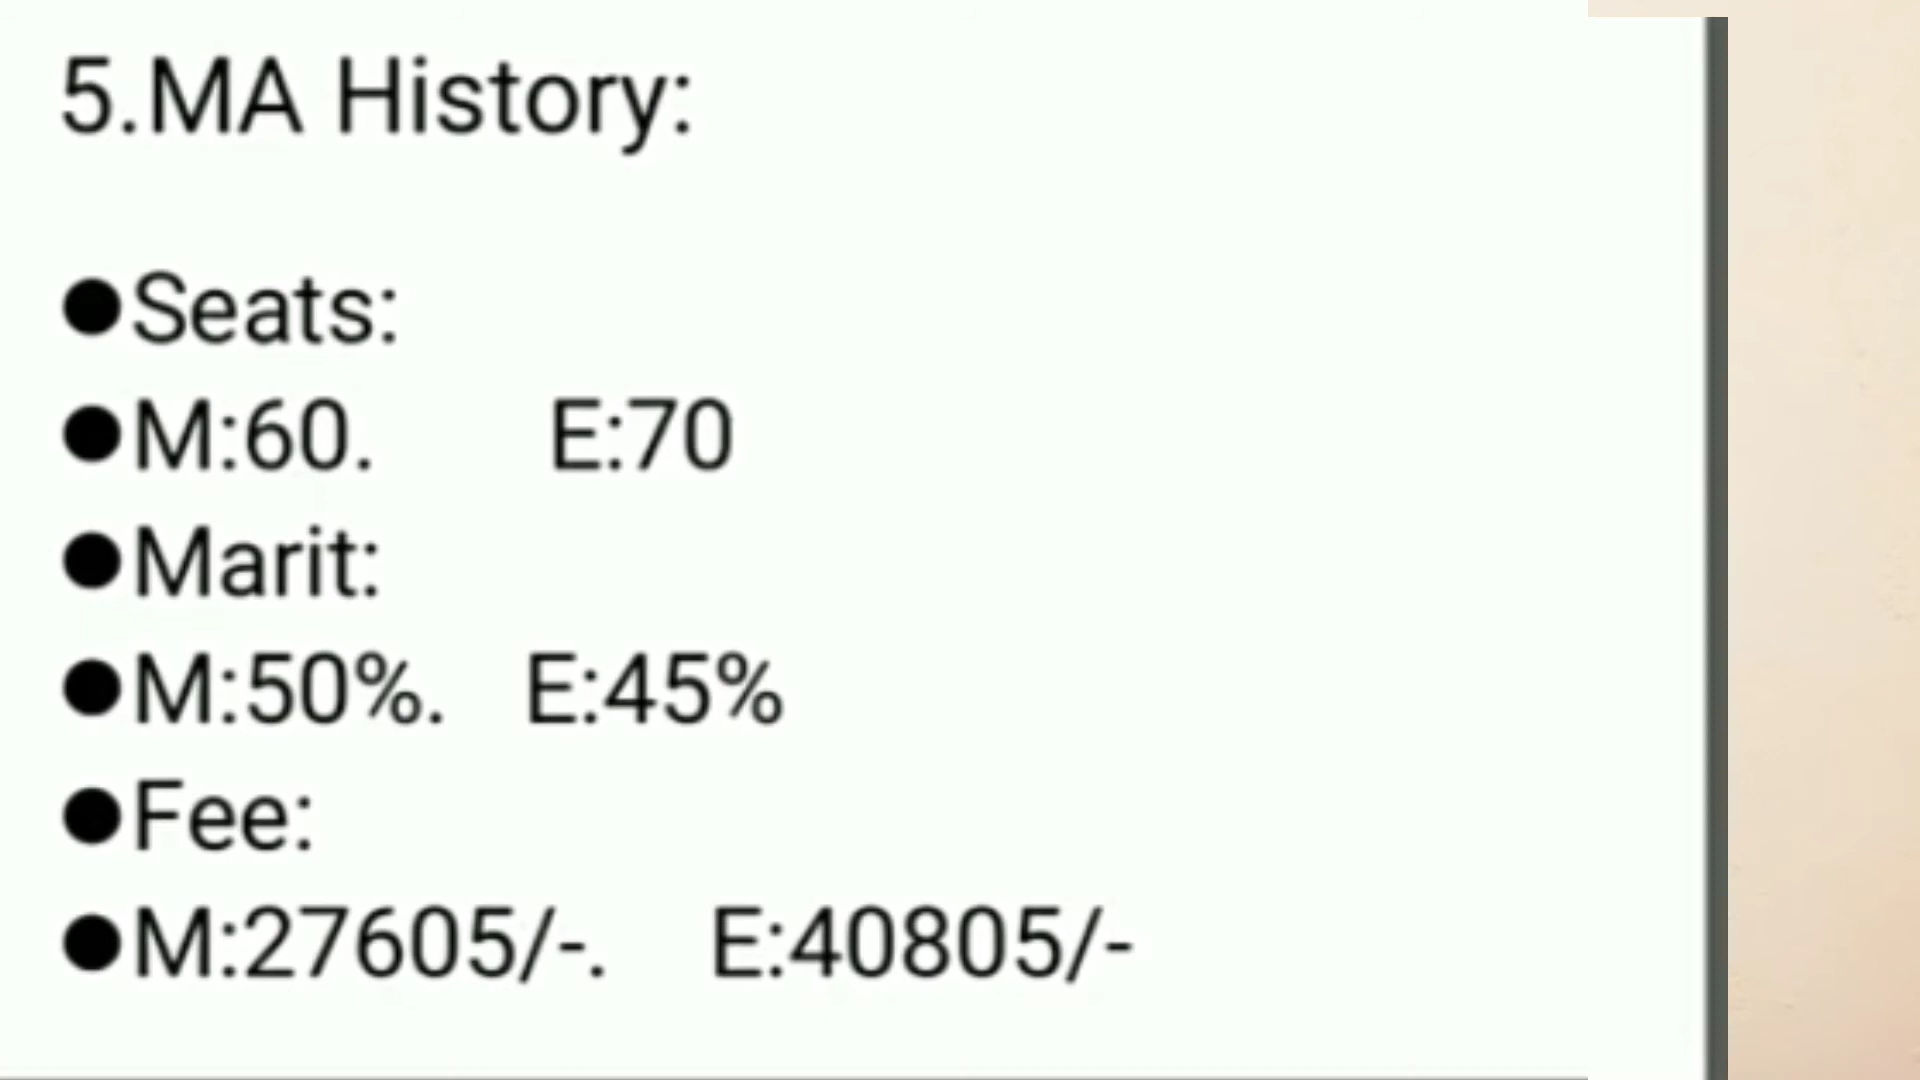 5.MA History:
●Seats:
●M:60. E:70
●Marit:
●M:50%. E:45%
●Fee:
●M:27605/-. E:40805/-